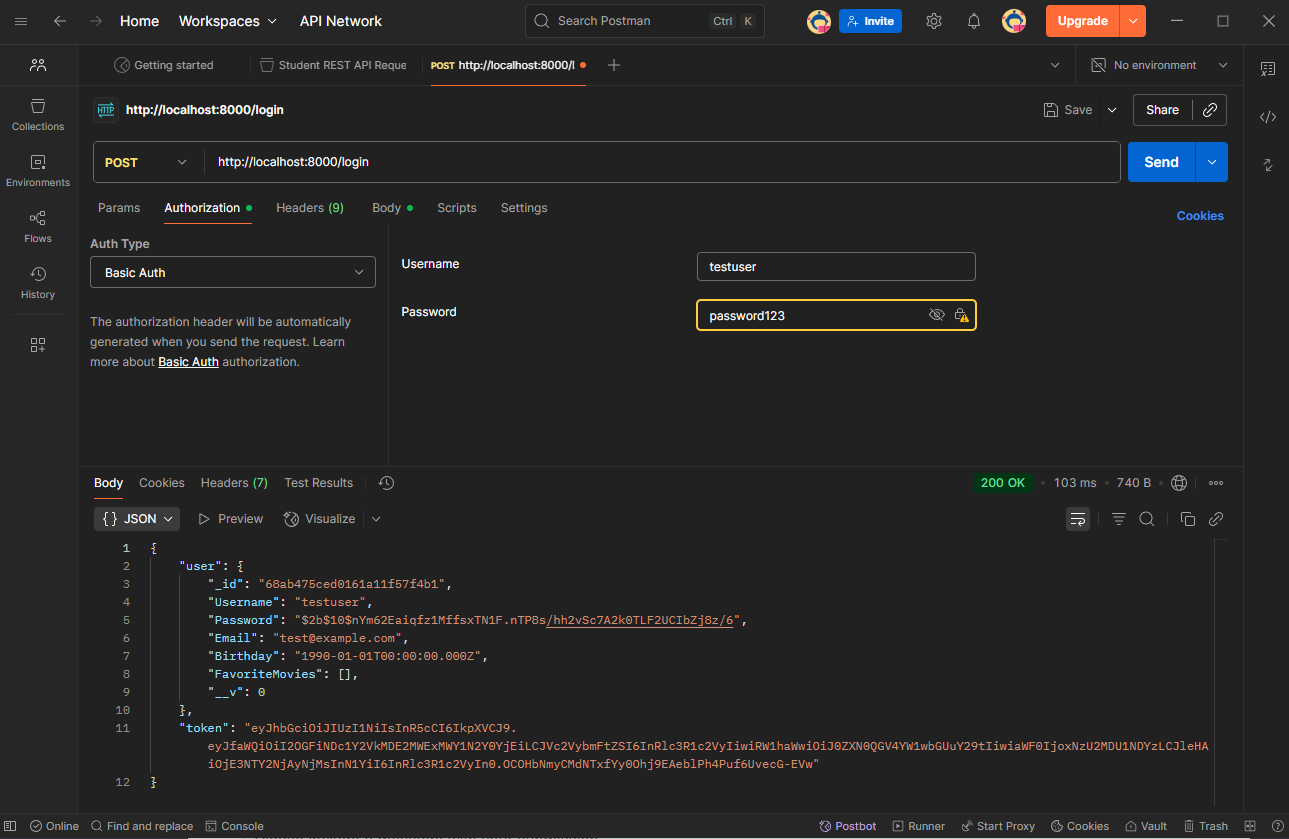 Home Workspaces API Network Search Postman Ctrl K Invite Upgrade
Getting started Student REST API Reque POST http://localhost:8000/l No environment
HTTP http://localhost:8000/login Save Share
Collections
POST http://localhost:8000/login Send
Environments
Params Authorization Headers (9) Body Scripts Settings Cookies
Flows
Auth Type
Basic Auth
History
Username testuser
Password password123
The authorization header will be automatically
generated when you send the request. Learn
more about Basic Auth authorization.
Body Cookies Headers (7) Test Results 200 OK 103 ms 740 B
{} JSON Preview Visualize
1 {
2 "user": {
3 "_id": "68ab475ced0161a11f57f4b1",
4 "Username": "testuser",
5 "Password": "$2b$10$nYm62Eaiqfz1MffsxTN1F.nTP8s/hh2vSc7A2k0TLF2UCIbZj8z/6",
6 "Email": "test@example.com",
7 "Birthday": "1990-01-01T00:00:00.000Z",
8 "FavoriteMovies": [],
9 "__v": 0
10 },
11 "token": "eyJhbGciOiJIUzI1NiIsInR5cCI6IkpXVCJ9.
eyJfaWQiOiI2OGFiNDc1Y2VkMDE2MWExMWY1N2Y0YjEiLCJVc2VybmFtZSI6InRlc3R1c2VyIiwiRW1haWwiOiJ0ZXN0QGV4YW1wbGUuY29tIiwiaWF0IjoxNzU2MDU1NDYzLCJleHA
iOjE3NTY2NjAyNjMsInN1YiI6InRlc3R1c2VyIn0.OCOHbNmyCMdNTxfYy0Ohj9EAeblPh4Puf6UvecG-EVw"
12 }
Online Find and replace Console Postbot Runner Start Proxy Cookies Vault Trash